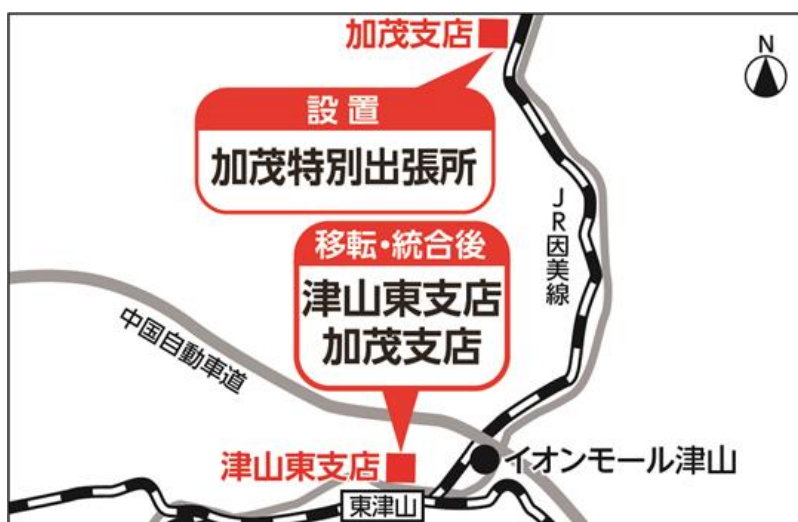 加茂支店
N
設置
加茂特別出張所
JR因美線
移転・統合後
津山東支店
加茂支店
中国自動車道
津山東支店
イオンモール津山
東津山